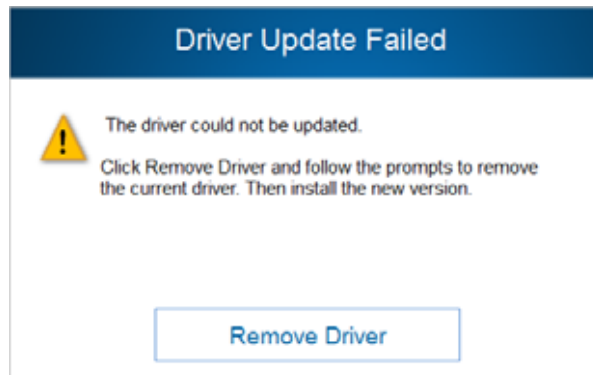 Driver Update Failed
The driver could not be updated.
Click Remove Driver and follow the prompts to remove
the current driver. Then install the new version.
Remove Driver